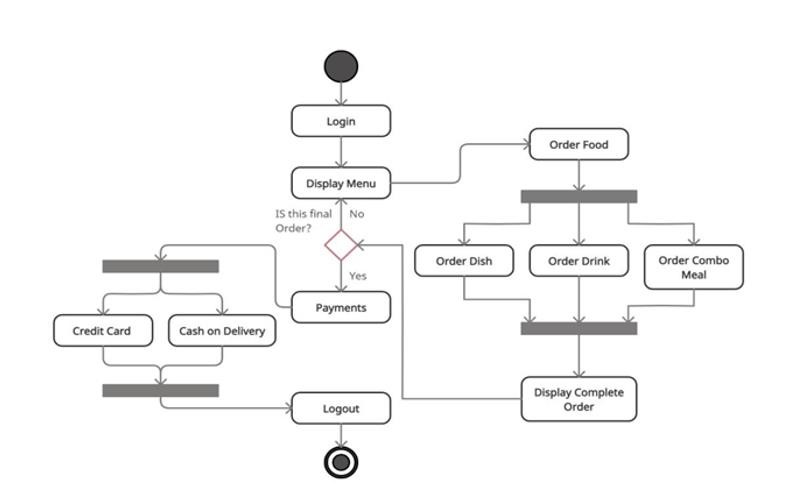 Login
Order Food
Display Menu
IS this final
Order?
No
Order Dish
Order Drink
Order Combo
Meal
Yes
Payments
Credit Card
Cash on Delivery
Display Complete
Order
Logout